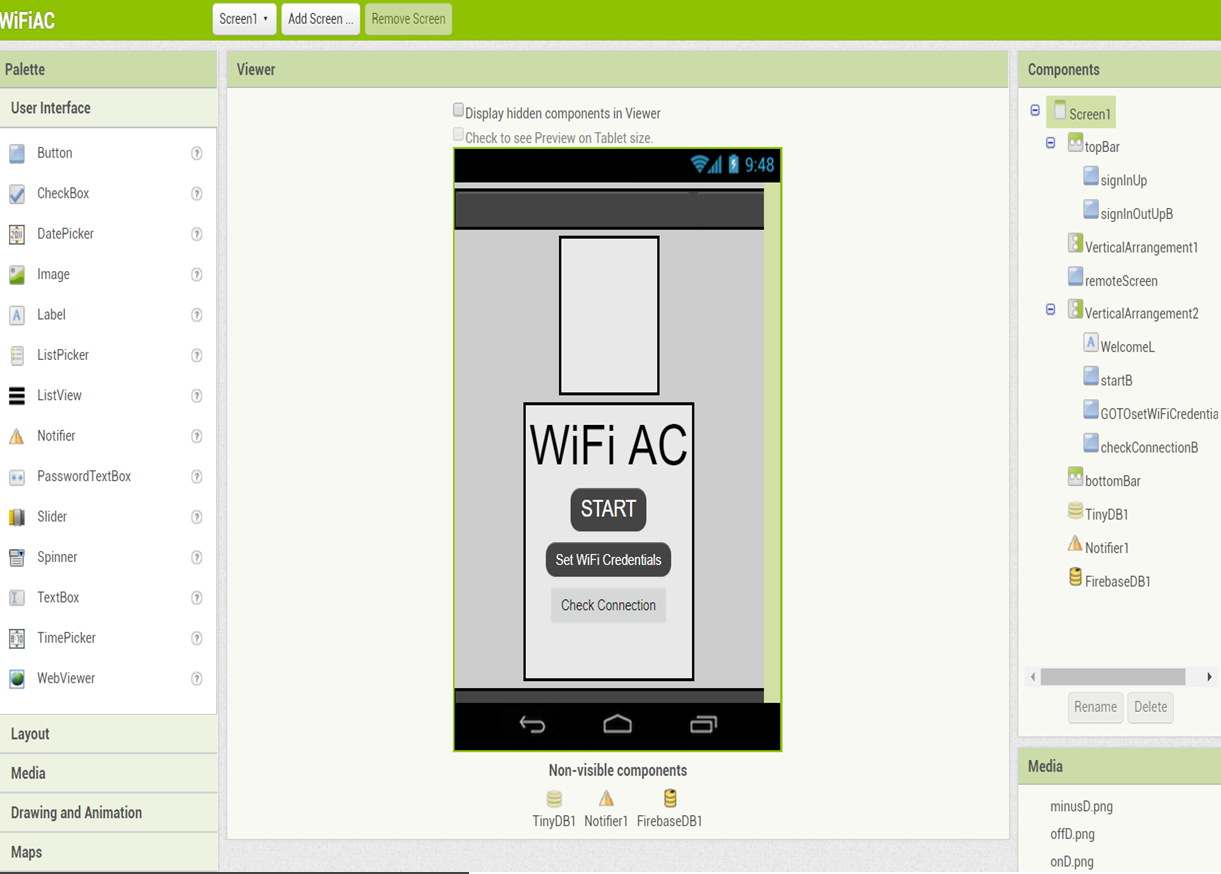 WiFiAC
Screen1
Add Screen ...
Remove Screen
Palette
User Interface
Button
CheckBox
DatePicker
Image
Label
ListPicker
ListView
Notifier
PasswordTextBox
Slider
Spinner
TextBox
TimePicker
WebViewer
Layout
Media
Drawing and Animation
Maps
Viewer
Display hidden components in Viewer
Check to see Preview on Tablet size.
9:48
WiFi AC
START
Set WiFi Credentials
Check Connection
Non-visible components
TinyDB1 Notifier1 FirebaseDB1
Components
Screen1
topBar
signInUp
signInOutUpB
VerticalArrangement1
remoteScreen
VerticalArrangement2
WelcomeL
startB
GOTOsetWiFiCredentia
checkConnectionB
bottomBar
TinyDB1
Notifier1
FirebaseDB1
Rename Delete
Media
minusD.png
offD.png
onD.png